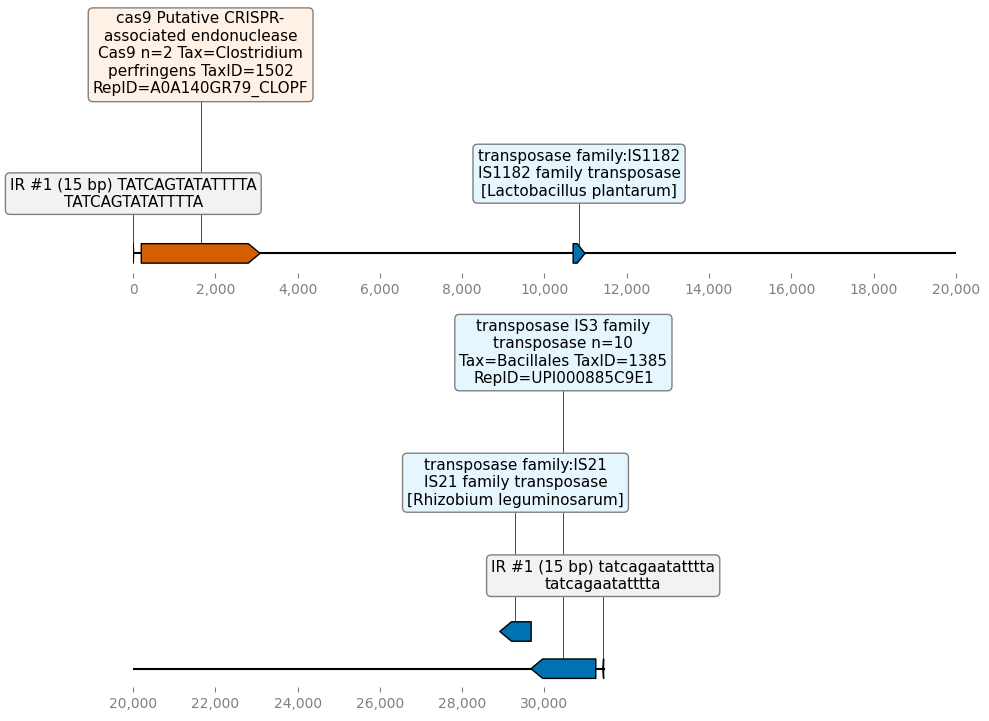 cas9 Putative CRISPR-
associated endonuclease
Cas9 n=2 Tax=Clostridium
perfringens TaxID=1502
RepID=A0A140GR79_CLOPF
transposase family:IS1182
IS1182 family transposase
[Lactobacillus plantarum]
IR #1 (15 bp) TATCAGTATATTTTA
TATCAGTATATTTTA
0 2,000 4,000 6,000 8,000 10,000 12,000 14,000 16,000 18,000 20,000
transposase IS3 family
transposase n=10
Tax=Bacillales TaxID=1385
RepID=UPI000885C9E1
transposase family:IS21
IS21 family transposase
[Rhizobium leguminosarum]
IR #1 (15 bp) tatcagaatatttta
tatcagaatatttta
20,000 22,000 24,000 26,000 28,000 30,000